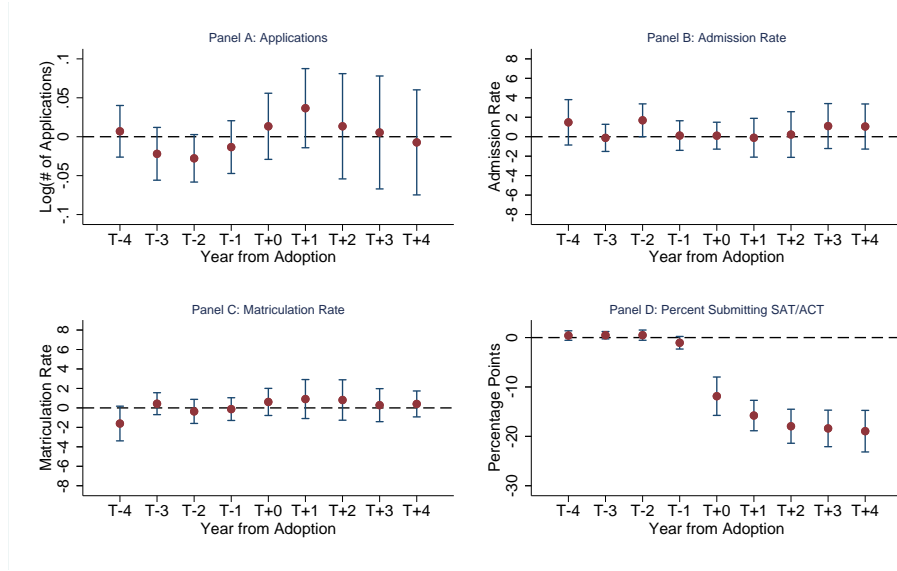 Panel A: Applications
Log(# of Applications)
.1
.05
0
-.05
-.1
T-4 T-3 T-2 T-1 T+0 T+1 T+2 T+3 T+4
Year from Adoption
Panel B: Admission Rate
Admission Rate
8
6
4
2
0
-2
-4
-6
-8
T-4 T-3 T-2 T-1 T+0 T+1 T+2 T+3 T+4
Year from Adoption
Panel C: Matriculation Rate
Matriculation Rate
8
6
4
2
0
-2
-4
-6
-8
T-4 T-3 T-2 T-1 T+0 T+1 T+2 T+3 T+4
Year from Adoption
Panel D: Percent Submitting SAT/ACT
Percentage Points
0
-10
-20
-30
T-4 T-3 T-2 T-1 T+0 T+1 T+2 T+3 T+4
Year from Adoption